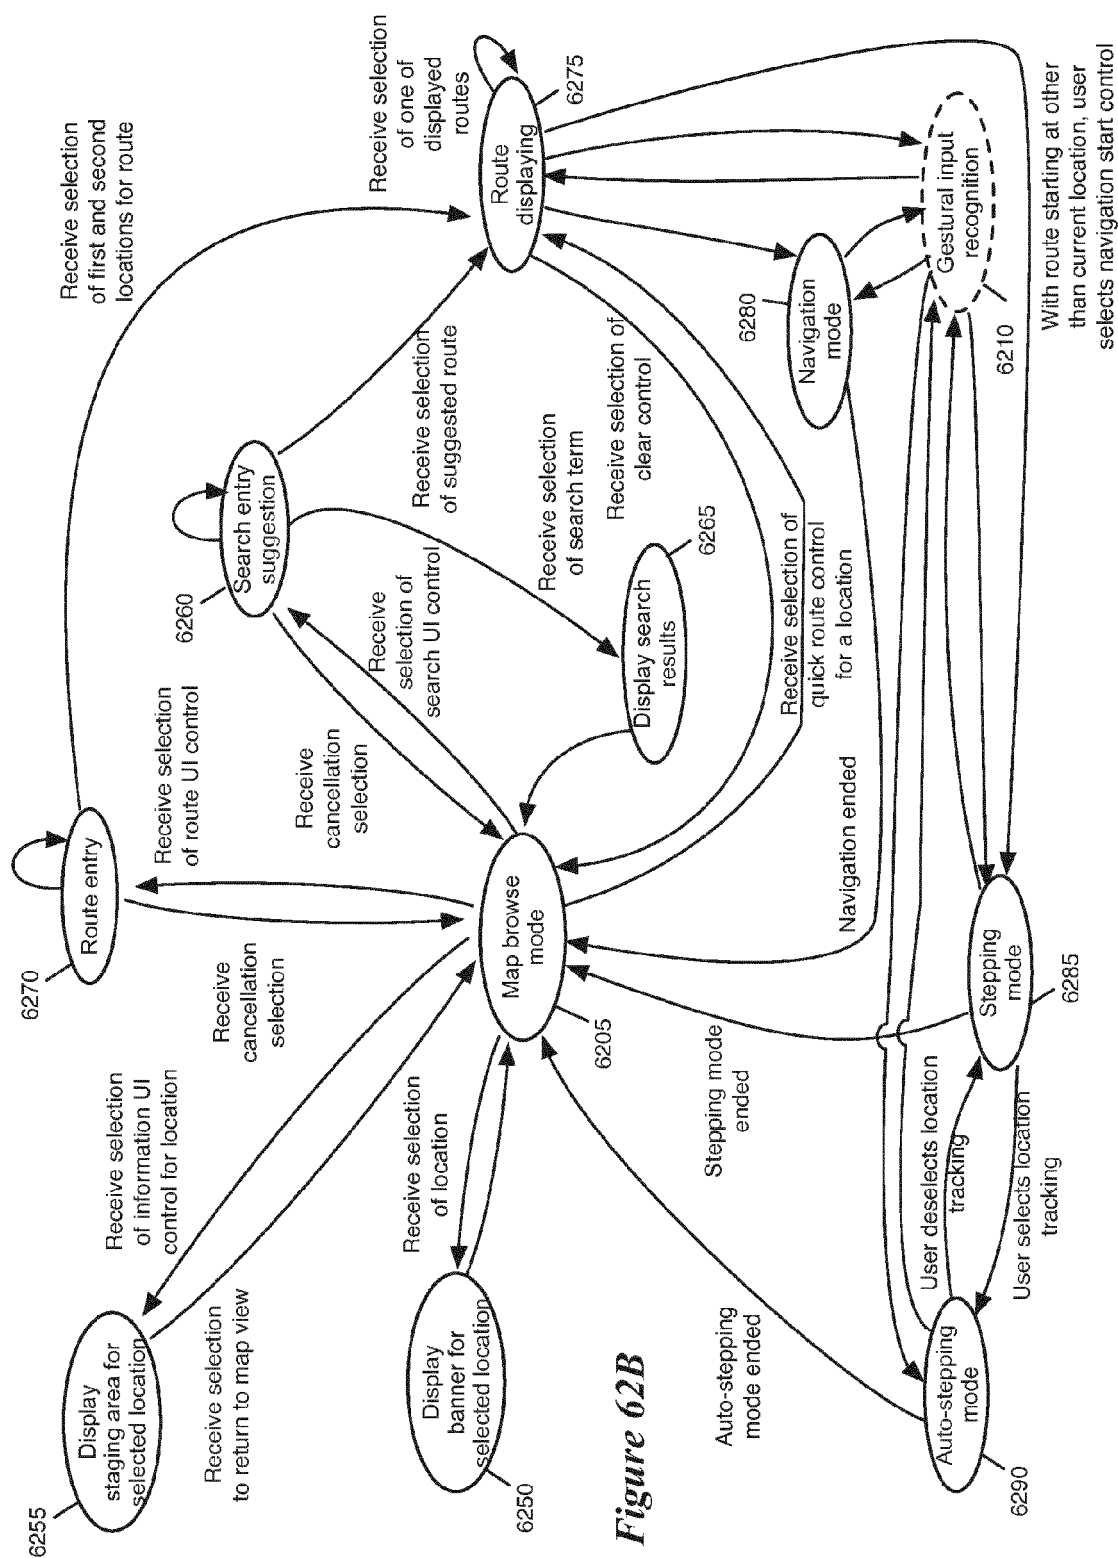 6255
Display
staging area for
selected location
Receive selection
of information UI
control for location
Receive
cancellation
selection
6270
Route entry
Receive selection
of route UI control
Receive selection
of first and second
locations for route
Receive selection
to return to map view
Receive
cancellation
selection
6260
Search entry
suggestion
Receive
selection of
search UI control
Receive selection
of suggested route
Receive selection
of one of
displayed
routes
Route
displaying
6275
6250
Display
banner for
selected location
Receive selection
of location
Map browse
mode
6205
Display search
results
6265
Receive selection
of search term
Receive selection of
clear control
Receive selection of
quick route control
for a location
Navigation
mode
6280
Auto-stepping
mode ended
Stepping mode
ended
Navigation ended
Gestural input
recognition
6210
6290
Auto-stepping
mode
User deselects location
tracking
User selects location
tracking
Stepping
mode
6285
With route starting at other
than current location, user
selects navigation start control
Figure 62B